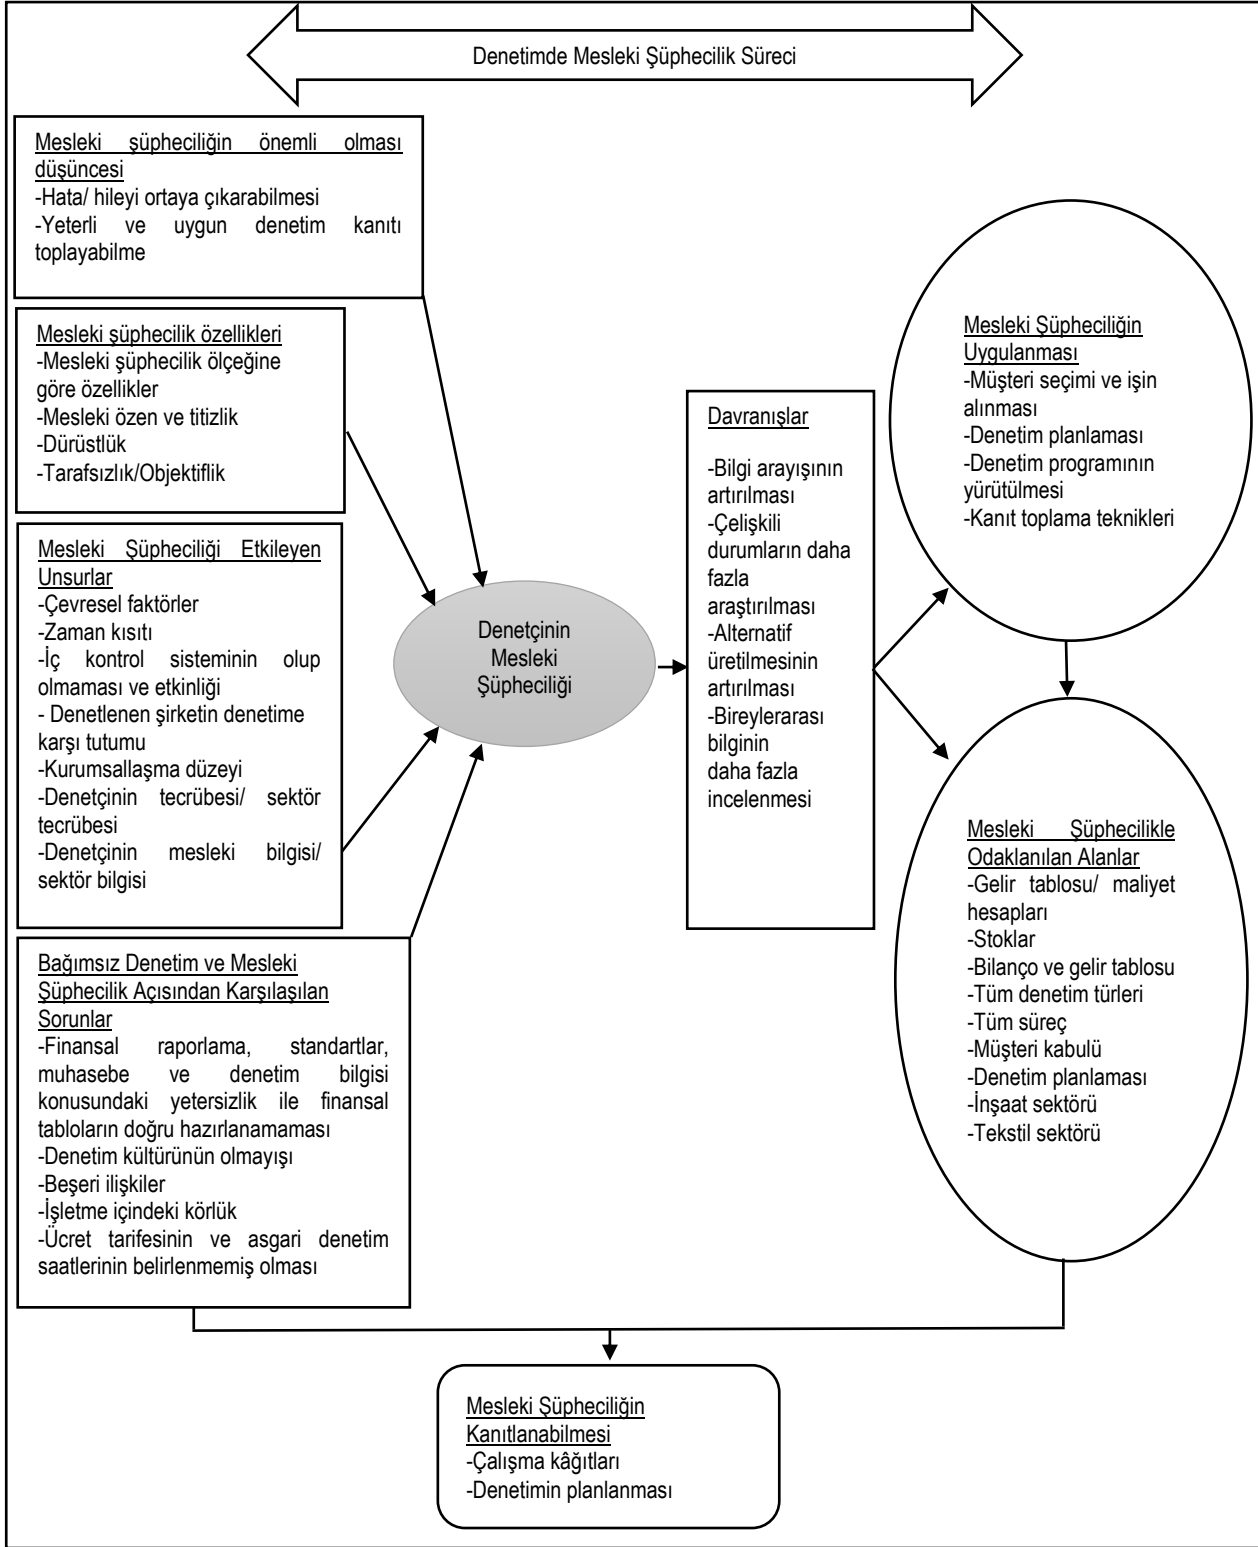 Denetimde Mesleki Şüphecilik Süreci
Mesleki şüpheciliğin önemli olması
düşüncesi
-Hata/ hileyi ortaya çıkarabilmesi
-Yeterli ve uygun denetim kanıtı
toplayabilme
Mesleki şüphecilik özellikleri
-Mesleki şüphecilik ölçeğine
göre özellikler
-Mesleki özen ve titizlik
-Dürüstlük
-Tarafsızlık/Objektiflik
Mesleki Şüpheciliği Etkileyen
Unsurlar
-Çevresel faktörler
-Zaman kısıtı
-İç kontrol sisteminin olup
olmaması ve etkinliği
- Denetlenen şirketin denetime
karşı tutumu
-Kurumsallaşma düzeyi
-Denetçinin tecrübesi/ sektör
tecrübesi
-Denetçinin mesleki bilgisi/
sektör bilgisi
Bağımsız Denetim ve Mesleki
Şüphecilik Açısından Karşılaşılan
Sorunlar
-Finansal raporlama, standartlar,
muhasebe ve denetim bilgisi
konusundaki yetersizlik ile finansal
tabloların doğru hazırlanamaması
-Denetim kültürünün olmayışı
-Beşeri ilişkiler
-İşletme içindeki körlük
-Ücret tarifesinin ve asgari denetim
saatlerinin belirlenmemiş olması
Denetçinin
Mesleki
Şüpheciliği
Davranışlar
-Bilgi arayışının
artırılması
-Çelişkili
durumların daha
fazla
araştırılması
-Alternatif
üretilmesinin
artırılması
-Bireylerarası
bilginin
daha fazla
incelenmesi
Mesleki Şüpheciliğin
Uygulanması
-Müşteri seçimi ve işin
alınması
-Denetim planlaması
-Denetim programının
yürütülmesi
-Kanıt toplama teknikleri
Mesleki Şüphecilikle
Odaklanılan Alanlar
-Gelir tablosu/ maliyet
hesapları
-Stoklar
-Bilanço ve gelir tablosu
-Tüm denetim türleri
-Tüm süreç
-Müşteri kabulü
-Denetim planlaması
-İnşaat sektörü
-Tekstil sektörü
Mesleki Şüpheciliğin
Kanıtlanabilmesi
-Çalışma kâğıtları
-Denetimin planlanması